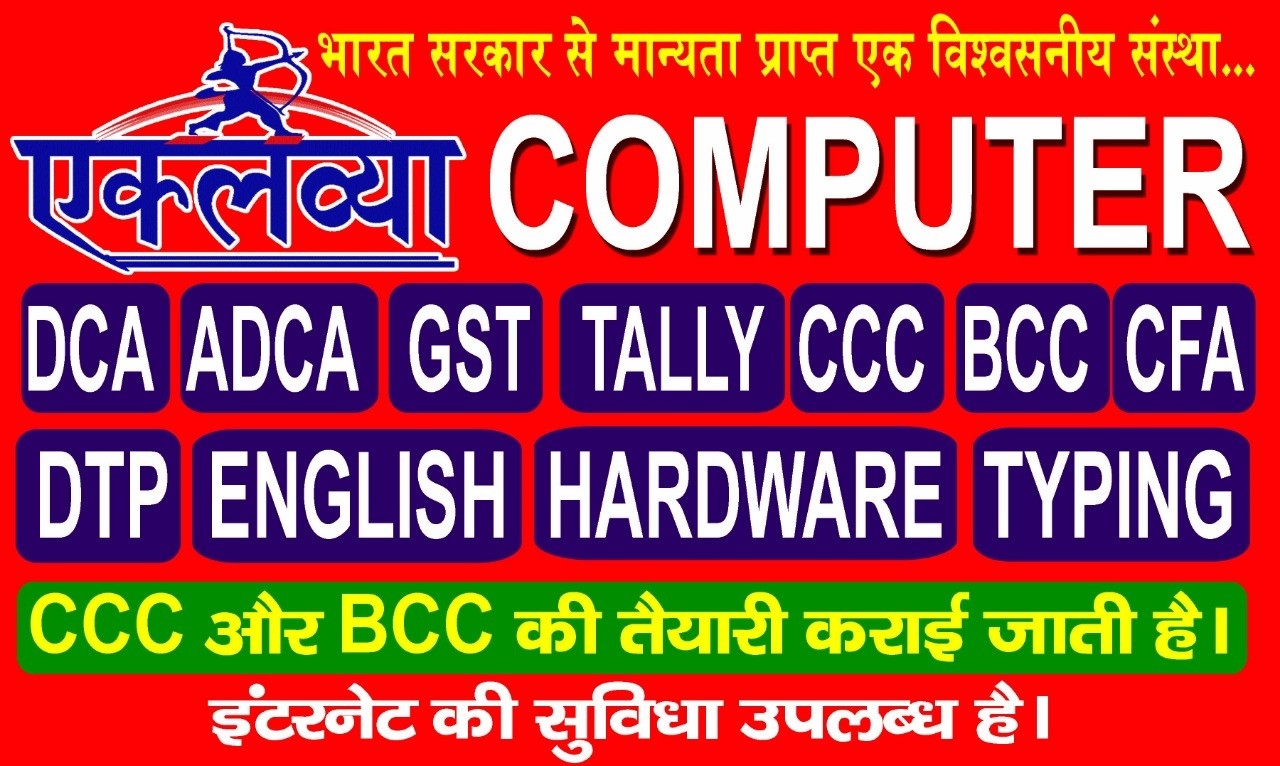 भारत सरकार से मान्यता प्राप्त एक विश्वसनीय संस्था...
एकलव्या COMPUTER
DCA ADCA GST TALLY CCC BCC CFA
DTP ENGLISH HARDWARE TYPING
CCC और BCC की तैयारी कराई जाती है।
इंटरनेट की सुविधा उपलब्ध है।